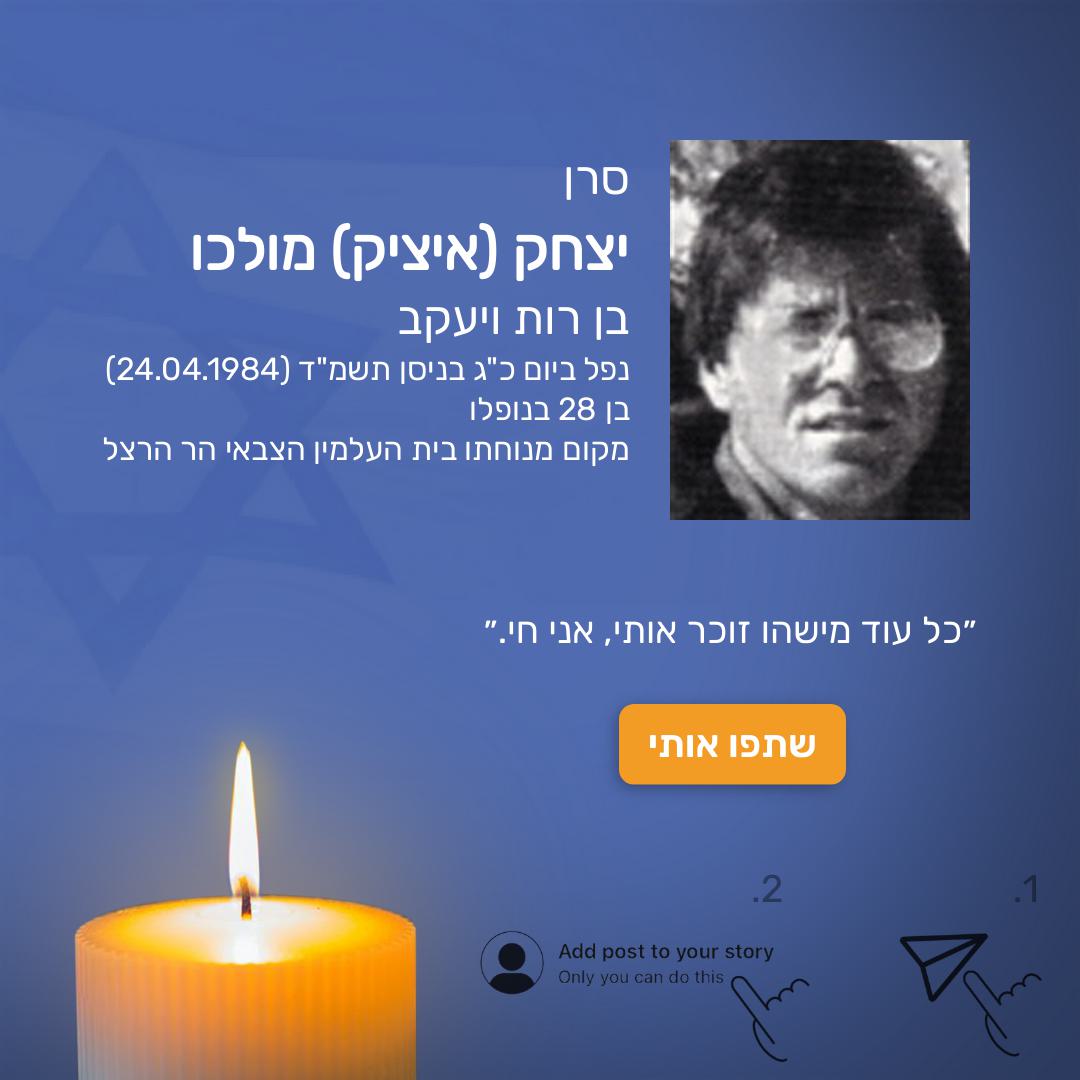 סרן
יצחק (איציק) מולכו
בן רות ויעקב
נפל ביום כ"ג בניסן תשמ"ד (24.04.1984)
בן 28 בנופלו
מקום מנוחתו בית העלמין הצבאי הר הרצל
״כל עוד מישהו זוכר אותי, אני חי.״
שתפו אותי
.1
.2
Add post to your story
Only you can do this